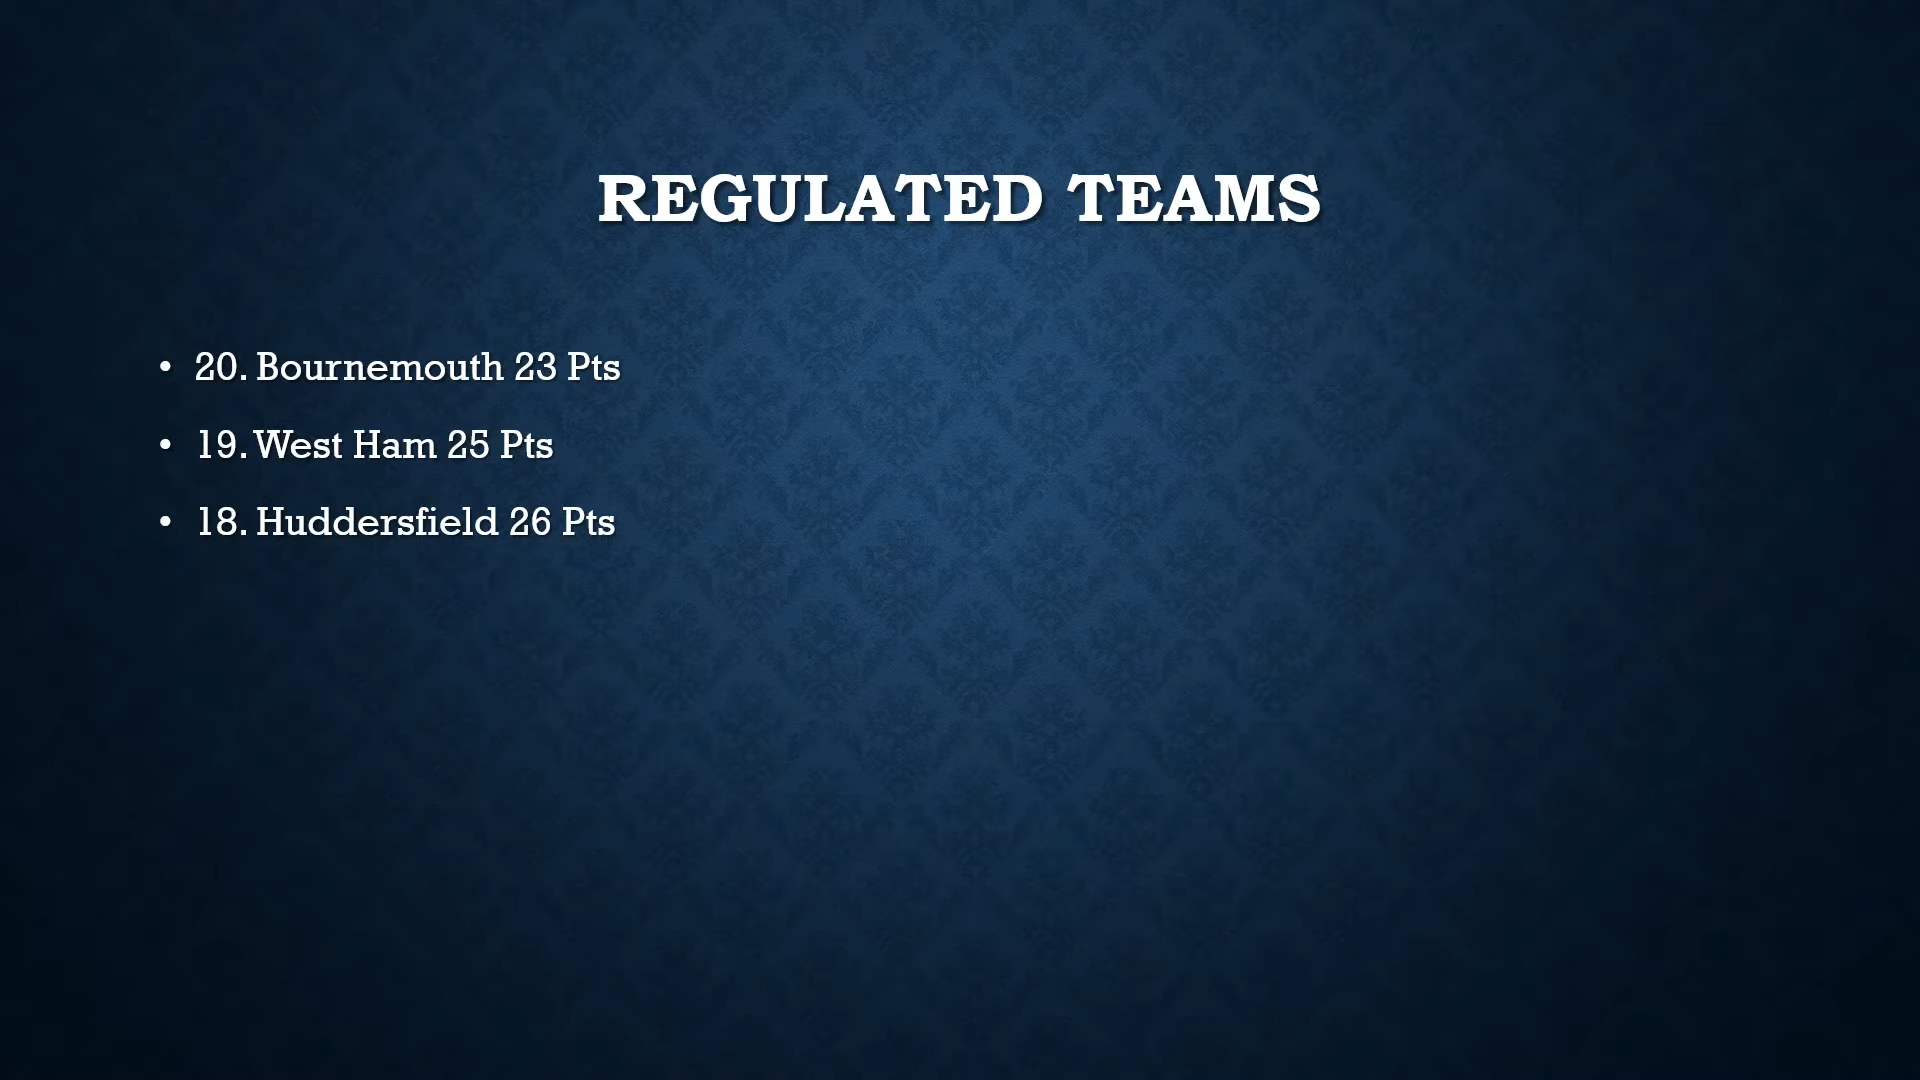 REGULATED TEAMS
• 20. Bournemouth 23 Pts
• 19. West Ham 25 Pts
• 18. Huddersfield 26 Pts